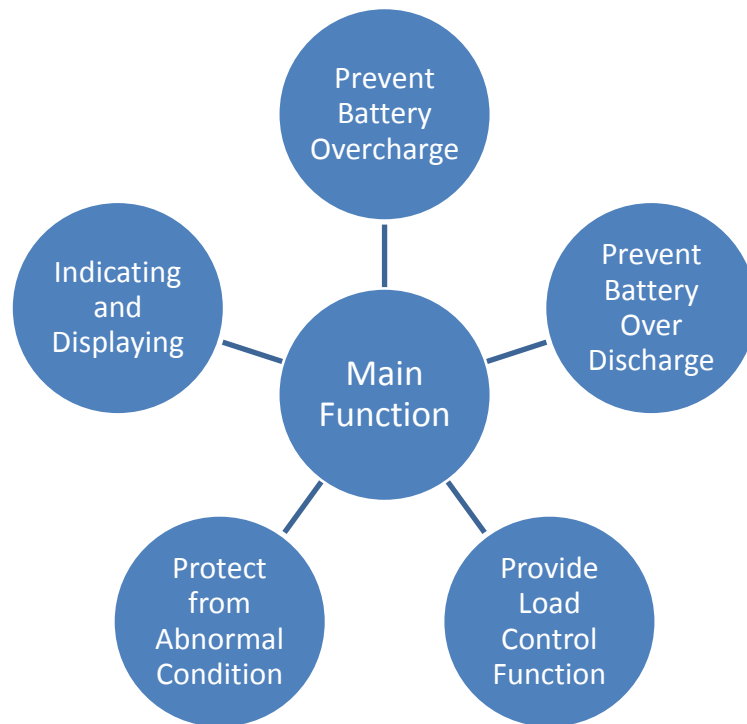 Prevent
Battery
Overcharge
Prevent
Battery
Over
Discharge
Provide
Load
Control
Function
Protect
from
Abnormal
Condition
Indicating
and
Displaying
Main
Function